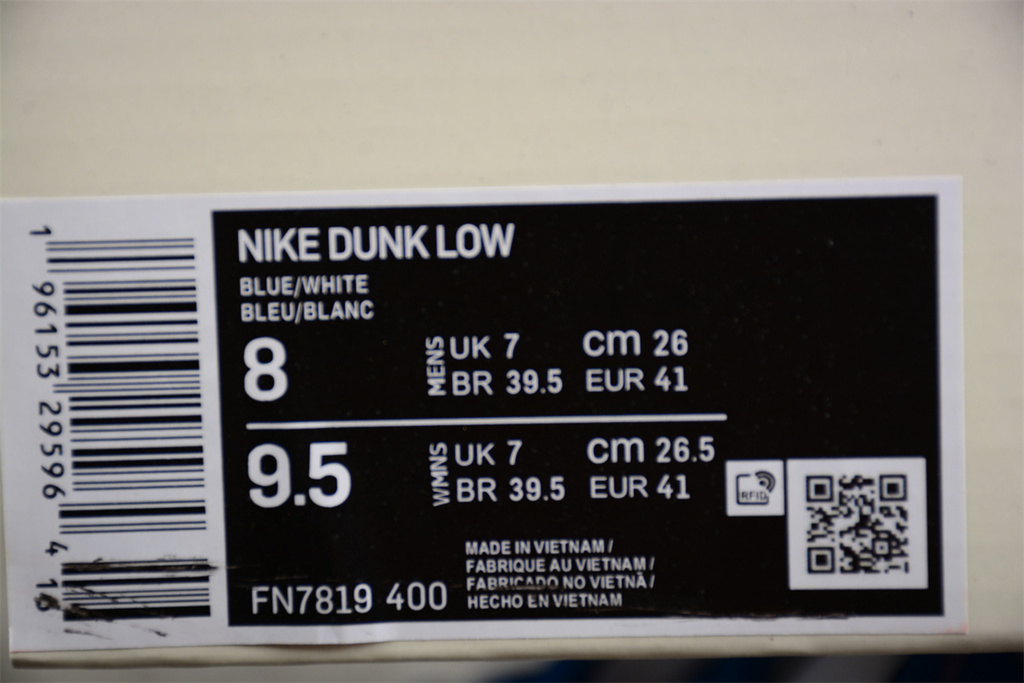 NIKE DUNK LOW
BLUE/WHITE
BLEU/BLANC
8 MENS UK 7 cm 26
BR 39.5 EUR 41
9.5 WMNS UK 7 cm 26.5
BR 39.5 EUR 41
RFID
MADE IN VIETNAM /
FABRIQUE AU VIETNAM /
FABRICADO NO VIETNÃ /
HECHO EN VIETNAM
FN7819 400
1 96153 29596 4